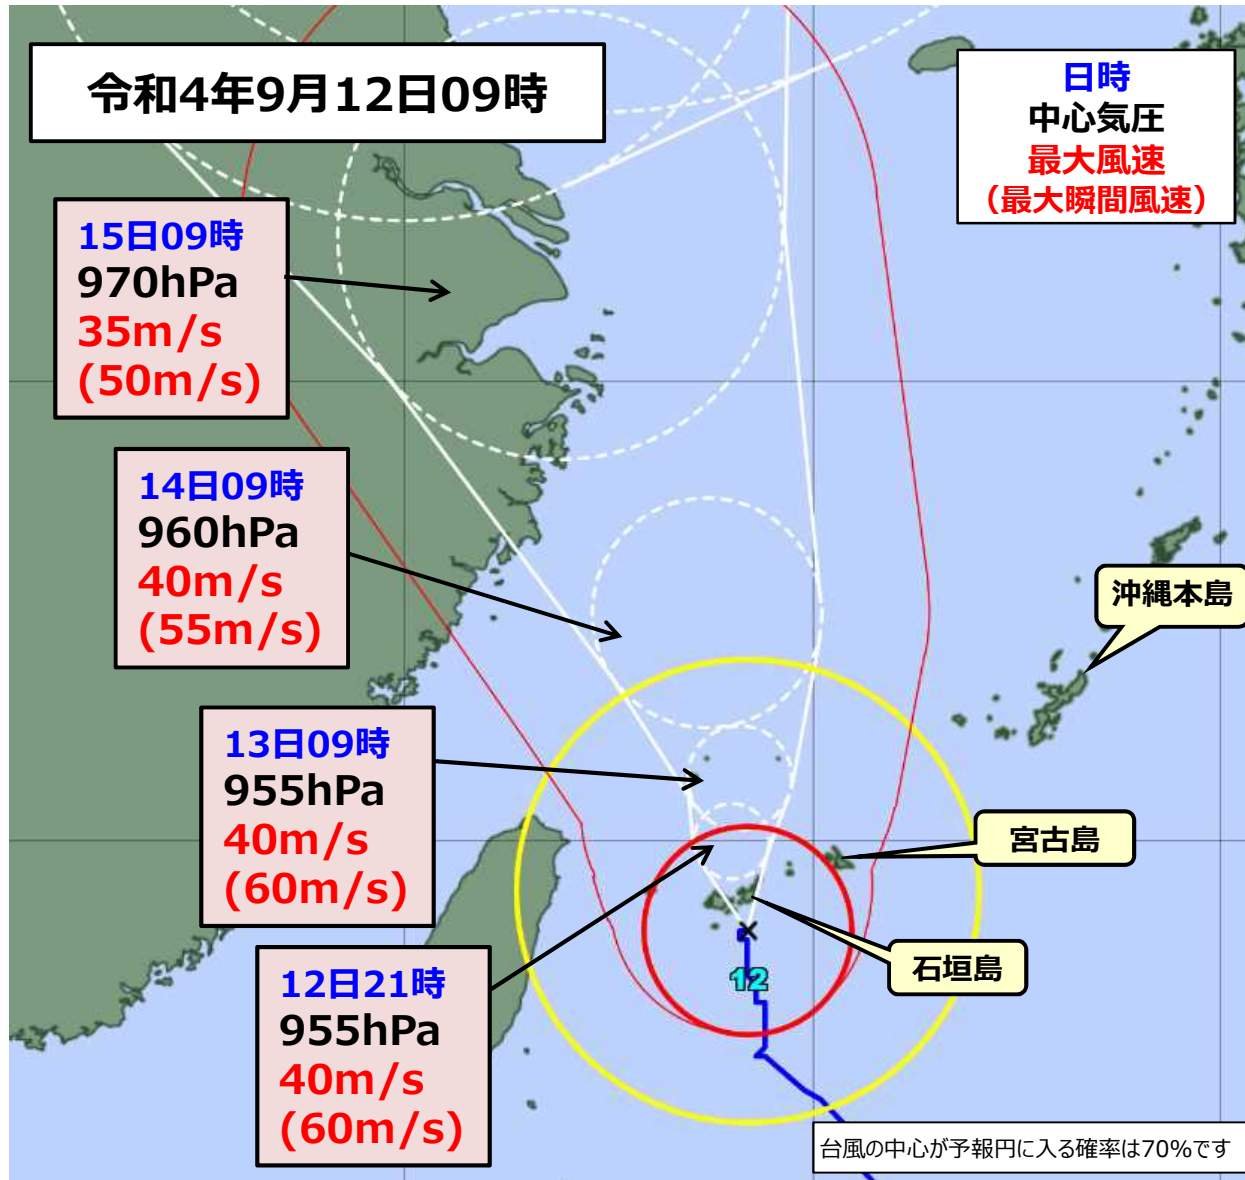 令和4年9月12日09時
日時
中心気圧
最大風速
（最大瞬間風速）
15日09時
970hPa
35m/s
(50m/s)
14日09時
960hPa
40m/s
(55m/s)
沖縄本島
13日09時
955hPa
40m/s
(60m/s)
宮古島
石垣島
12
12日21時
955hPa
40m/s
(60m/s)
台風の中心が予報円に入る確率は70%です